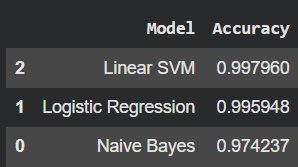 Model Accuracy
2 Linear SVM 0.997960
1 Logistic Regression 0.995948
0 Naive Bayes 0.974237